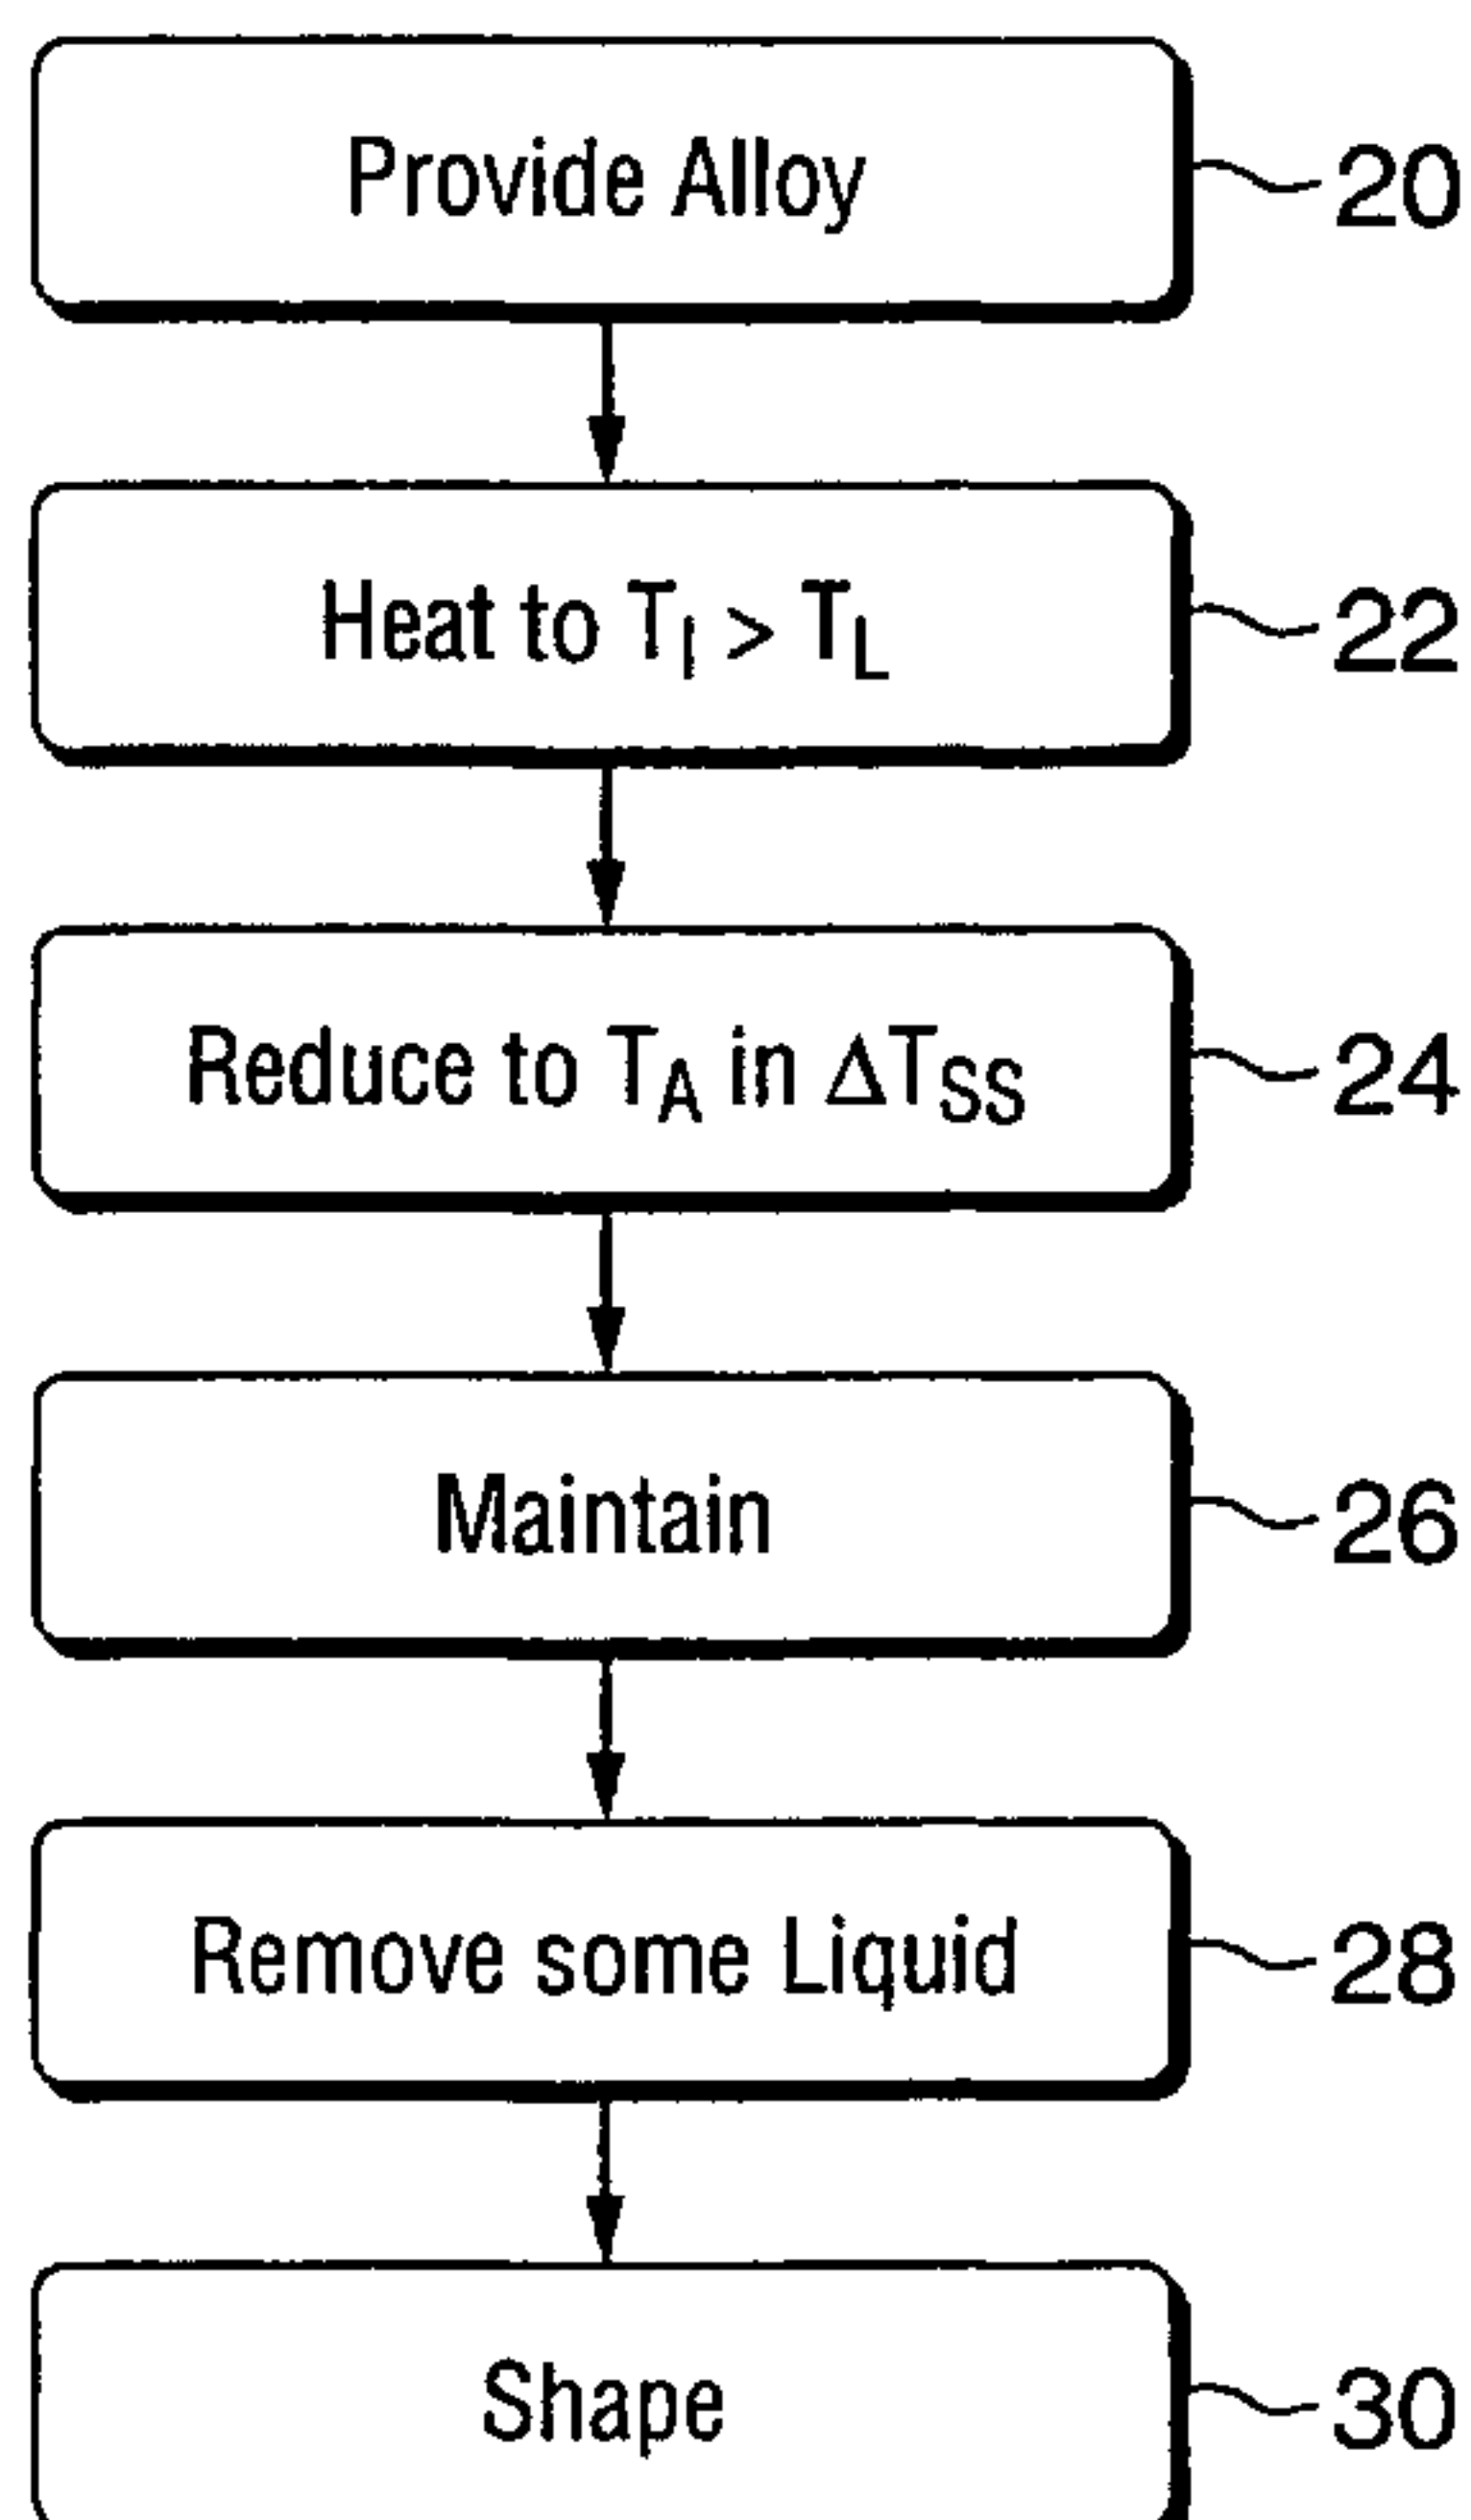 Provide Alloy
20
Heat to T_I > T_L
22
Reduce to T_A in ΔT_SS
24
Maintain
26
Remove some Liquid
28
Shape
30